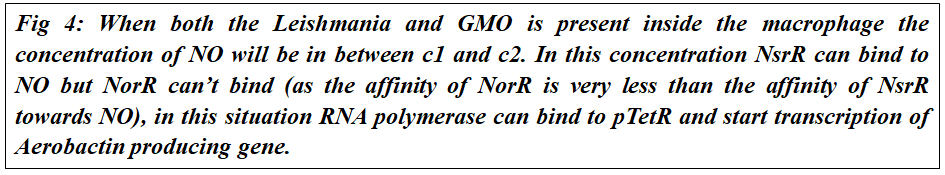 Fig 4: When both the Leishmania and GMO is present inside the macrophage the
concentration of NO will be in between c1 and c2. In this concentration NsrR can bind to
NO but NorR can’t bind (as the affinity of NorR is very less than the affinity of NsrR
towards NO), in this situation RNA polymerase can bind to pTetR and start transcription of
Aerobactin producing gene.